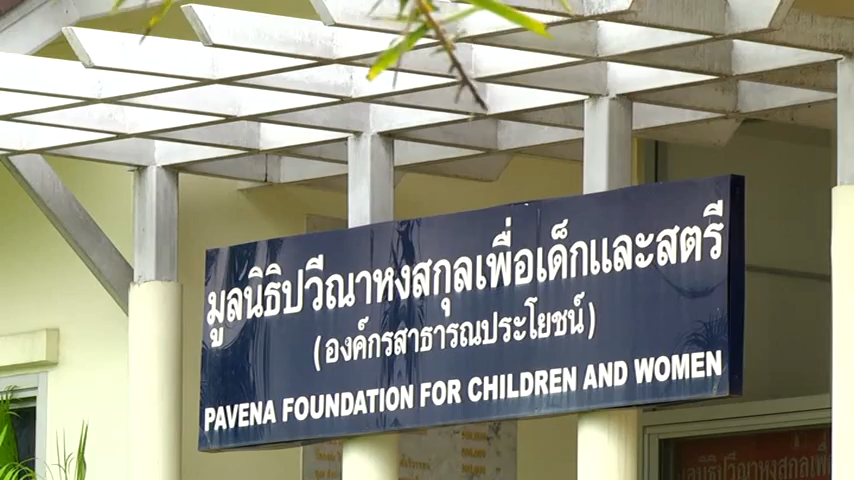 มูลนิธิปวีณาหงสกุลเพื่อเด็กและสตรี
(องค์กรสาธารณประโยชน์)
PAVENA FOUNDATION FOR CHILDREN AND WOMEN